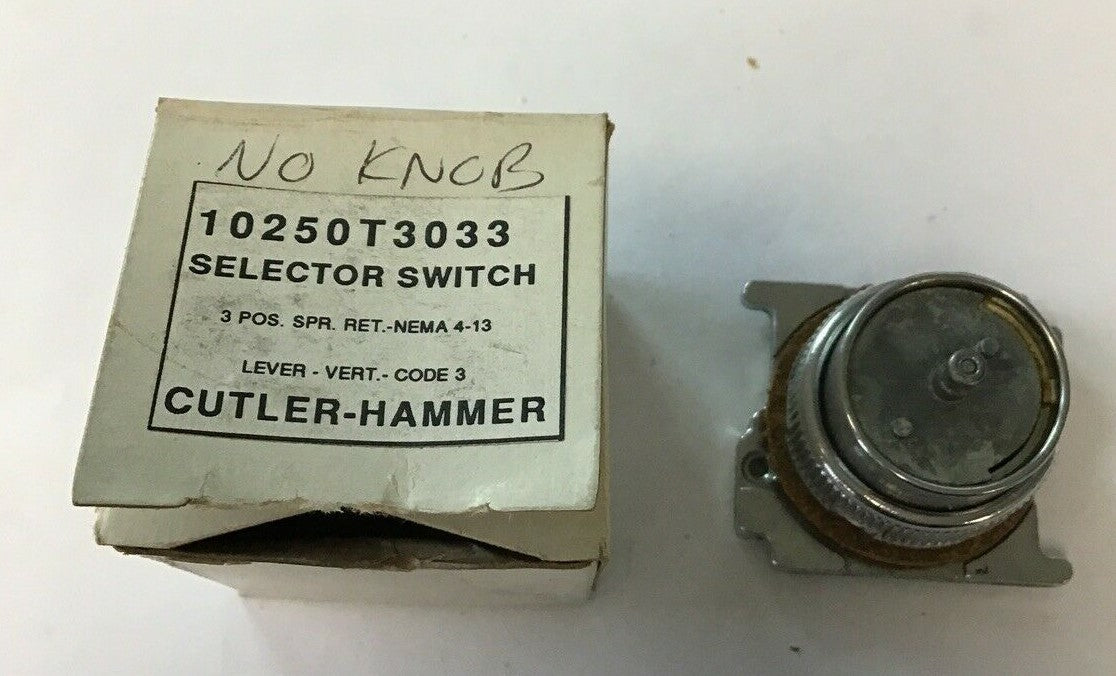 NO KNOB
10250T3033
SELECTOR SWITCH
3 POS. SPR. RET.-NEMA 4-13
LEVER - VERT.- CODE 3
CUTLER-HAMMER